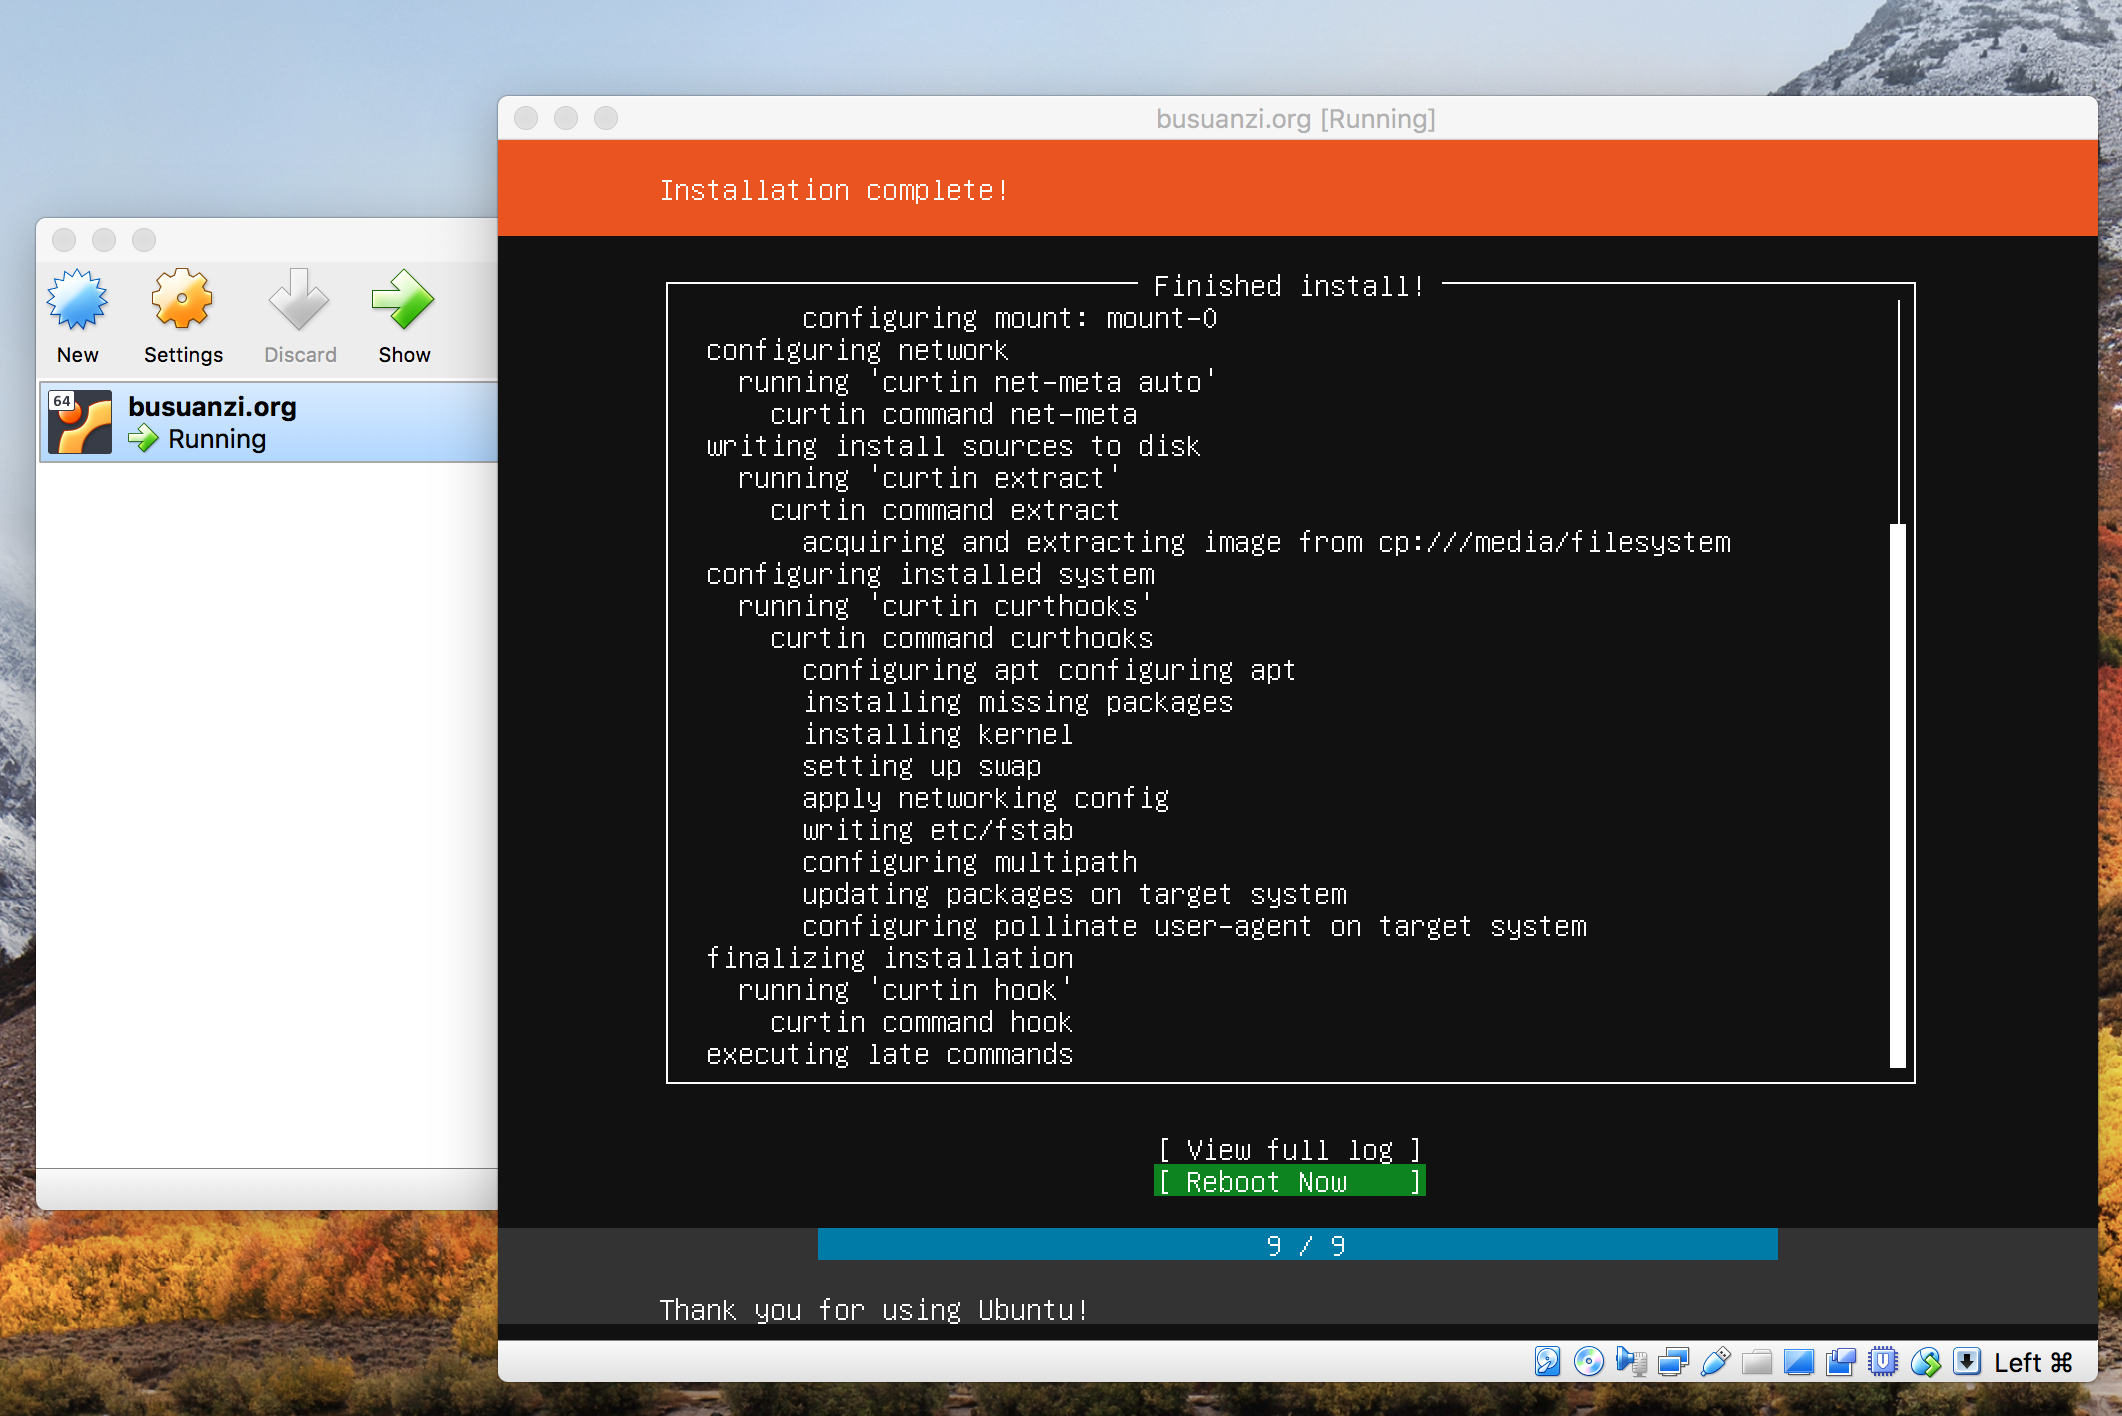 New
Settings
Discard
Show
64
busuanzi.org
Running
busuanzi.org [Running]
Installation complete!
Finished install!
configuring mount: mount-0
configuring network
running 'curtin net-meta auto'
curtin command net-meta
writing install sources to disk
running 'curtin extract'
curtin command extract
acquiring and extracting image from cp:///media/filesystem
configuring installed system
running 'curtin curthooks'
curtin command curthooks
configuring apt configuring apt
installing missing packages
installing kernel
setting up swap
apply networking config
writing etc/fstab
configuring multipath
updating packages on target system
configuring pollinate user-agent on target system
finalizing installation
running 'curtin hook'
curtin command hook
executing late commands
[ View full log ]
[ Reboot Now ]
9 / 9
Thank you for using Ubuntu!
Left ⌘